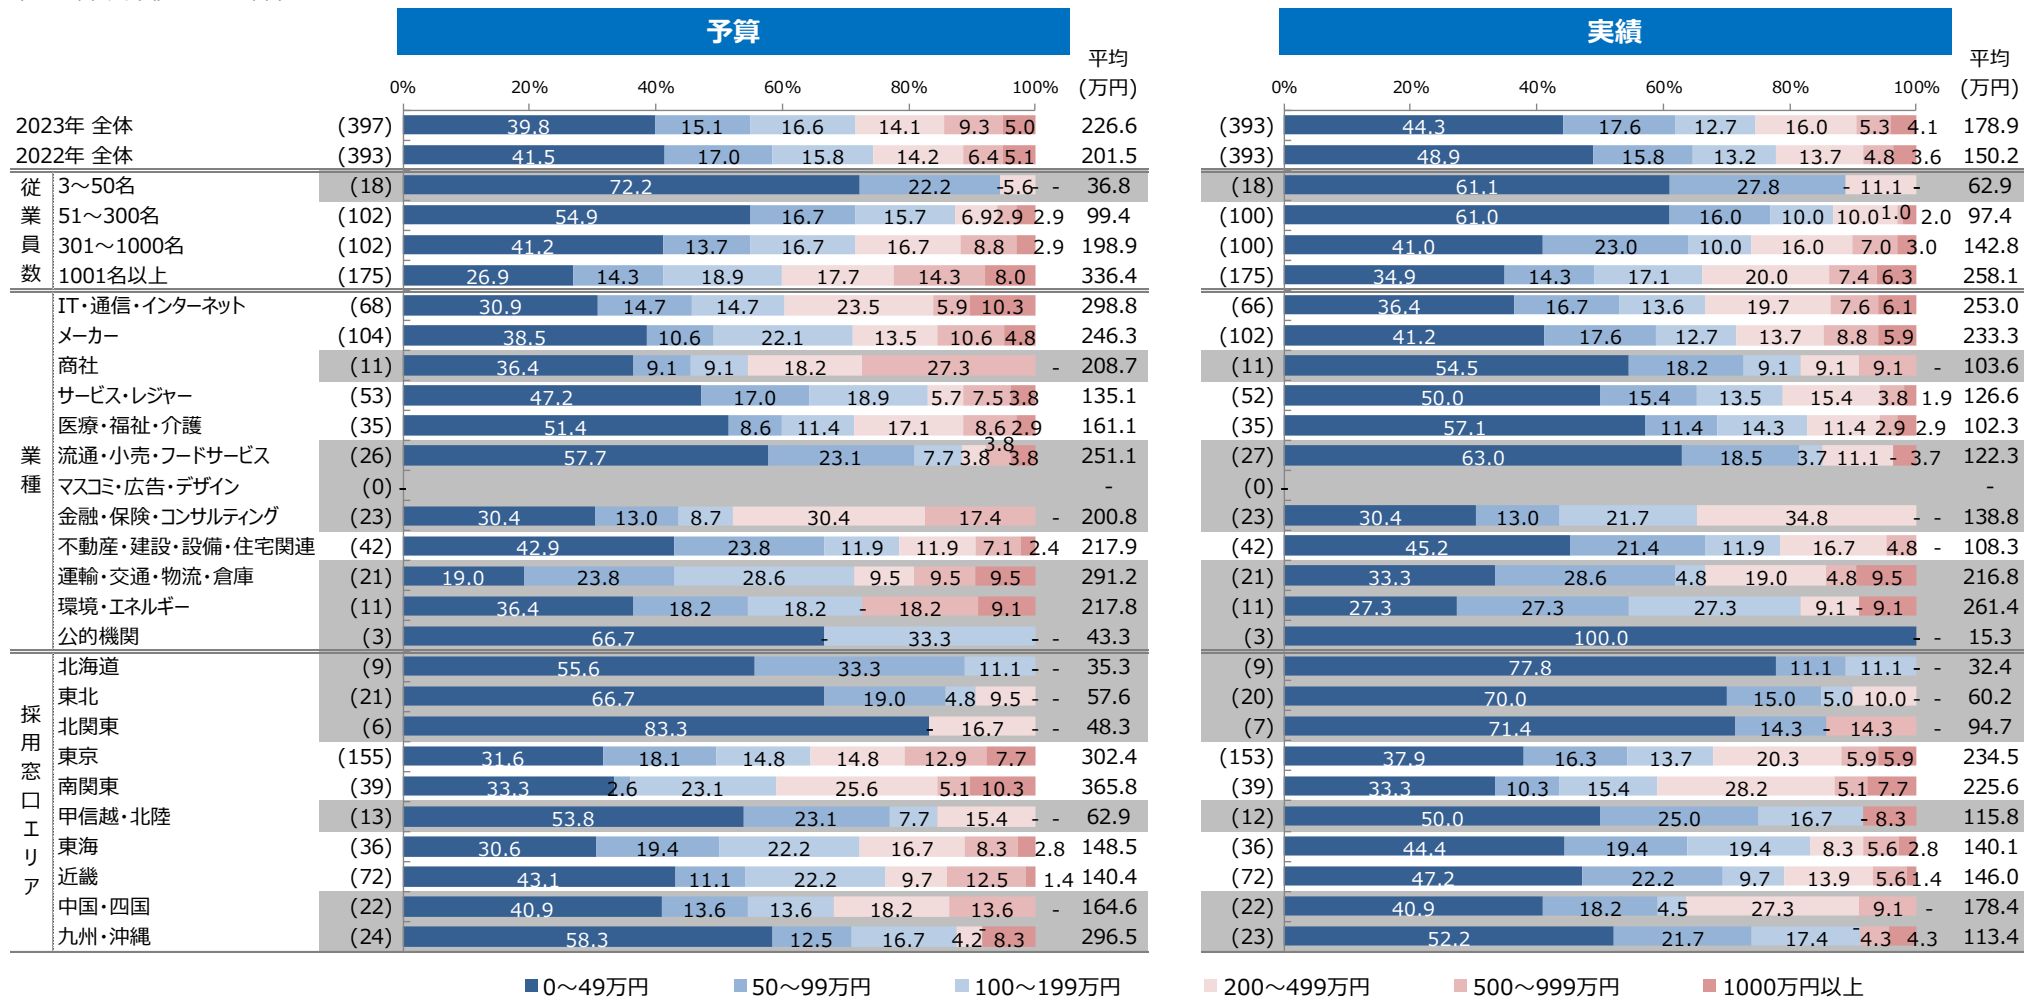 予算 実績
平均 平均
0% 20% 40% 60% 80% 100% (万円) 0% 20% 40% 60% 80% 100% (万円)
2023年 全体 (397) 39.8 15.1 16.6 14.1 9.3 5.0 226.6 (393) 44.3 17.6 12.7 16.0 5.3 4.1 178.9
2022年 全体 (393) 41.5 17.0 15.8 14.2 6.4 5.1 201.5 (393) 48.9 15.8 13.2 13.7 4.8 3.6 150.2
従業員数
3～50名 (18) 72.2 22.2 - 5.6 - - 36.8 (18) 61.1 27.8 - 11.1 - 62.9
51～300名 (102) 54.9 16.7 15.7 6.9 2.9 2.9 99.4 (100) 61.0 16.0 10.0 10.0 1.0 2.0 97.4
301～1000名 (102) 41.2 13.7 16.7 16.7 8.8 2.9 198.9 (100) 41.0 23.0 10.0 16.0 7.0 3.0 142.8
1001名以上 (175) 26.9 14.3 18.9 17.7 14.3 8.0 336.4 (175) 34.9 14.3 17.1 20.0 7.4 6.3 258.1
業種
IT・通信・インターネット (68) 30.9 14.7 14.7 23.5 5.9 10.3 298.8 (66) 36.4 16.7 13.6 19.7 7.6 6.1 253.0
メーカー (104) 38.5 10.6 22.1 13.5 10.6 4.8 246.3 (102) 41.2 17.6 12.7 13.7 8.8 5.9 233.3
商社 (11) 36.4 9.1 9.1 18.2 27.3 - 208.7 (11) 54.5 18.2 9.1 9.1 9.1 - 103.6
サービス・レジャー (53) 47.2 17.0 18.9 5.7 7.5 3.8 135.1 (52) 50.0 15.4 13.5 15.4 3.8 1.9 126.6
医療・福祉・介護 (35) 51.4 8.6 11.4 17.1 8.6 2.9 161.1 (35) 57.1 11.4 14.3 11.4 2.9 2.9 102.3
流通・小売・フードサービス (26) 57.7 23.1 7.7 3.8 3.8 3.8 251.1 (27) 63.0 18.5 3.7 11.1 - 3.7 122.3
マスコミ・広告・デザイン (0) - - (0) - -
金融・保険・コンサルティング (23) 30.4 13.0 8.7 30.4 17.4 - 200.8 (23) 30.4 13.0 21.7 34.8 - - 138.8
不動産・建設・設備・住宅関連 (42) 42.9 23.8 11.9 11.9 7.1 2.4 217.9 (42) 45.2 21.4 11.9 16.7 4.8 - 108.3
運輸・交通・物流・倉庫 (21) 19.0 23.8 28.6 9.5 9.5 9.5 291.2 (21) 33.3 28.6 4.8 19.0 4.8 9.5 216.8
環境・エネルギー (11) 36.4 18.2 18.2 - 18.2 9.1 217.8 (11) 27.3 27.3 27.3 9.1 - 9.1 261.4
公的機関 (3) 66.7 - 33.3 - - 43.3 (3) 100.0 - - 15.3
採用窓口エリア
北海道 (9) 55.6 33.3 11.1 - - 35.3 (9) 77.8 11.1 11.1 - - 32.4
東北 (21) 66.7 19.0 4.8 9.5 - - 57.6 (20) 70.0 15.0 5.0 10.0 - - 60.2
北関東 (6) 83.3 - 16.7 - - 48.3 (7) 71.4 14.3 - 14.3 - 94.7
東京 (155) 31.6 18.1 14.8 14.8 12.9 7.7 302.4 (153) 37.9 16.3 13.7 20.3 5.9 5.9 234.5
南関東 (39) 33.3 2.6 23.1 25.6 5.1 10.3 365.8 (39) 33.3 10.3 15.4 28.2 5.1 7.7 225.6
甲信越・北陸 (13) 53.8 23.1 7.7 15.4 - - 62.9 (12) 50.0 25.0 16.7 - 8.3 115.8
東海 (36) 30.6 19.4 22.2 16.7 8.3 2.8 148.5 (36) 44.4 19.4 19.4 8.3 5.6 2.8 140.1
近畿 (72) 43.1 11.1 22.2 9.7 12.5 1.4 140.4 (72) 47.2 22.2 9.7 13.9 5.6 1.4 146.0
中国・四国 (22) 40.9 13.6 13.6 18.2 13.6 - 164.6 (22) 40.9 18.2 4.5 27.3 9.1 - 178.4
九州・沖縄 (24) 58.3 12.5 16.7 4.2 - 8.3 296.5 (23) 52.2 21.7 17.4 - 4.3 4.3 113.4
0～49万円 50～99万円 100～199万円 200～499万円 500～999万円 1000万円以上